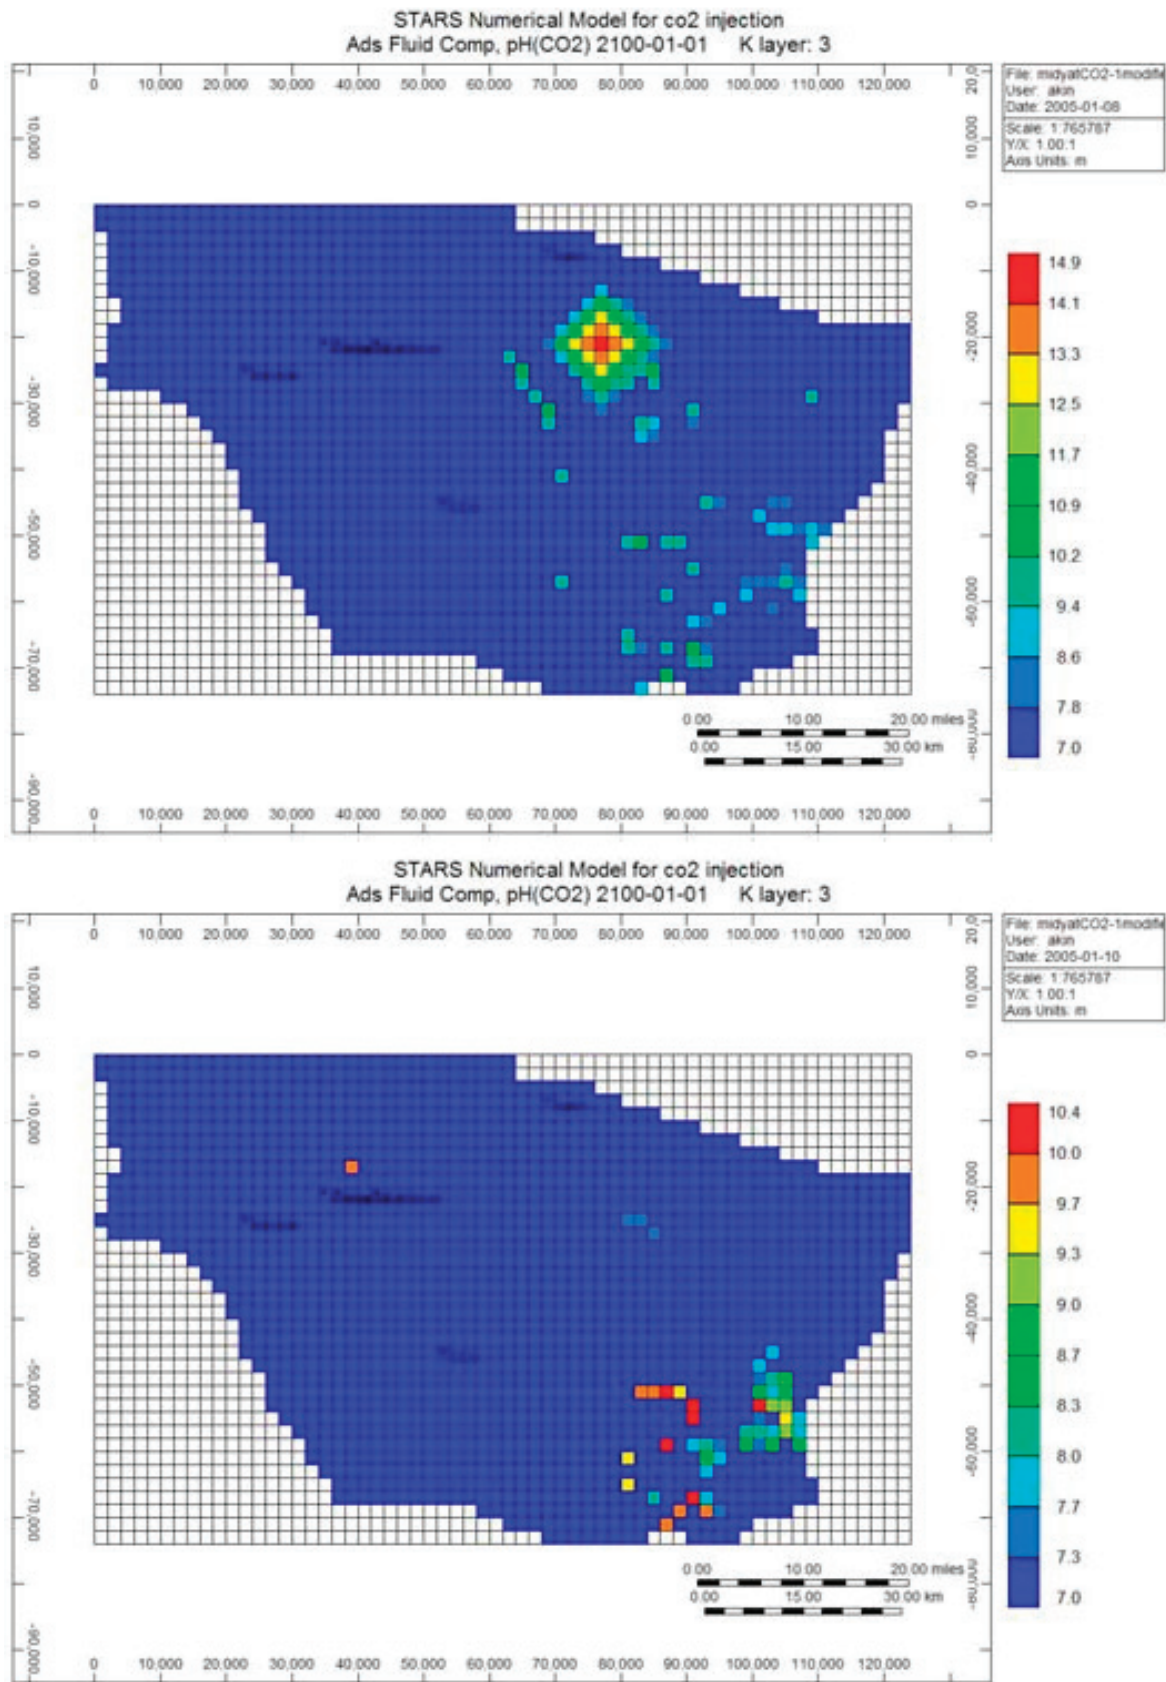 STARS Numerical Model for co2 injection
Ads Fluid Comp, pH(CO2) 2100-01-01 K layer: 3
0 10,000 20,000 30,000 40,000 50,000 60,000 70,000 80,000 90,000 100,000 110,000 120,000
File: midyatCO2-1modifie
User: akin
Date: 2005-01-08
Scale: 1:765787
Y/X: 1.00:1
Axis Units: m
10,000
0
-10,000
-30,000
-50,000
-70,000
-90,000
20,0
10,000
0
-20,000
-40,000
-60,000
-80,00
14.9
14.1
13.3
12.5
11.7
10.9
10.2
9.4
8.6
7.8
7.0
0.00 10.00 20.00 miles
0.00 15.00 30.00 km
0 10,000 20,000 30,000 40,000 50,000 60,000 70,000 80,000 90,000 100,000 110,000 120,000
STARS Numerical Model for co2 injection
Ads Fluid Comp, pH(CO2) 2100-01-01 K layer: 3
0 10,000 20,000 30,000 40,000 50,000 60,000 70,000 80,000 90,000 100,000 110,000 120,000
File: midyatCO2-1modifie
User: akin
Date: 2005-01-10
Scale: 1:765787
Y/X: 1.00:1
Axis Units: m
10,000
0
-10,000
-30,000
-50,000
-70,000
-90,000
20,0
10,000
0
-20,000
-40,000
-60,000
-80,00
10.4
10.0
9.7
9.3
9.0
8.7
8.3
8.0
7.7
7.3
7.0
0.00 10.00 20.00 miles
0.00 15.00 30.00 km
0 10,000 20,000 30,000 40,000 50,000 60,000 70,000 80,000 90,000 100,000 110,000 120,000